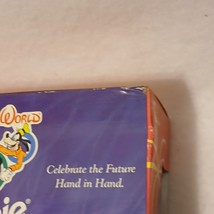 WORLD
Celebrate the Future
Hand in Hand.